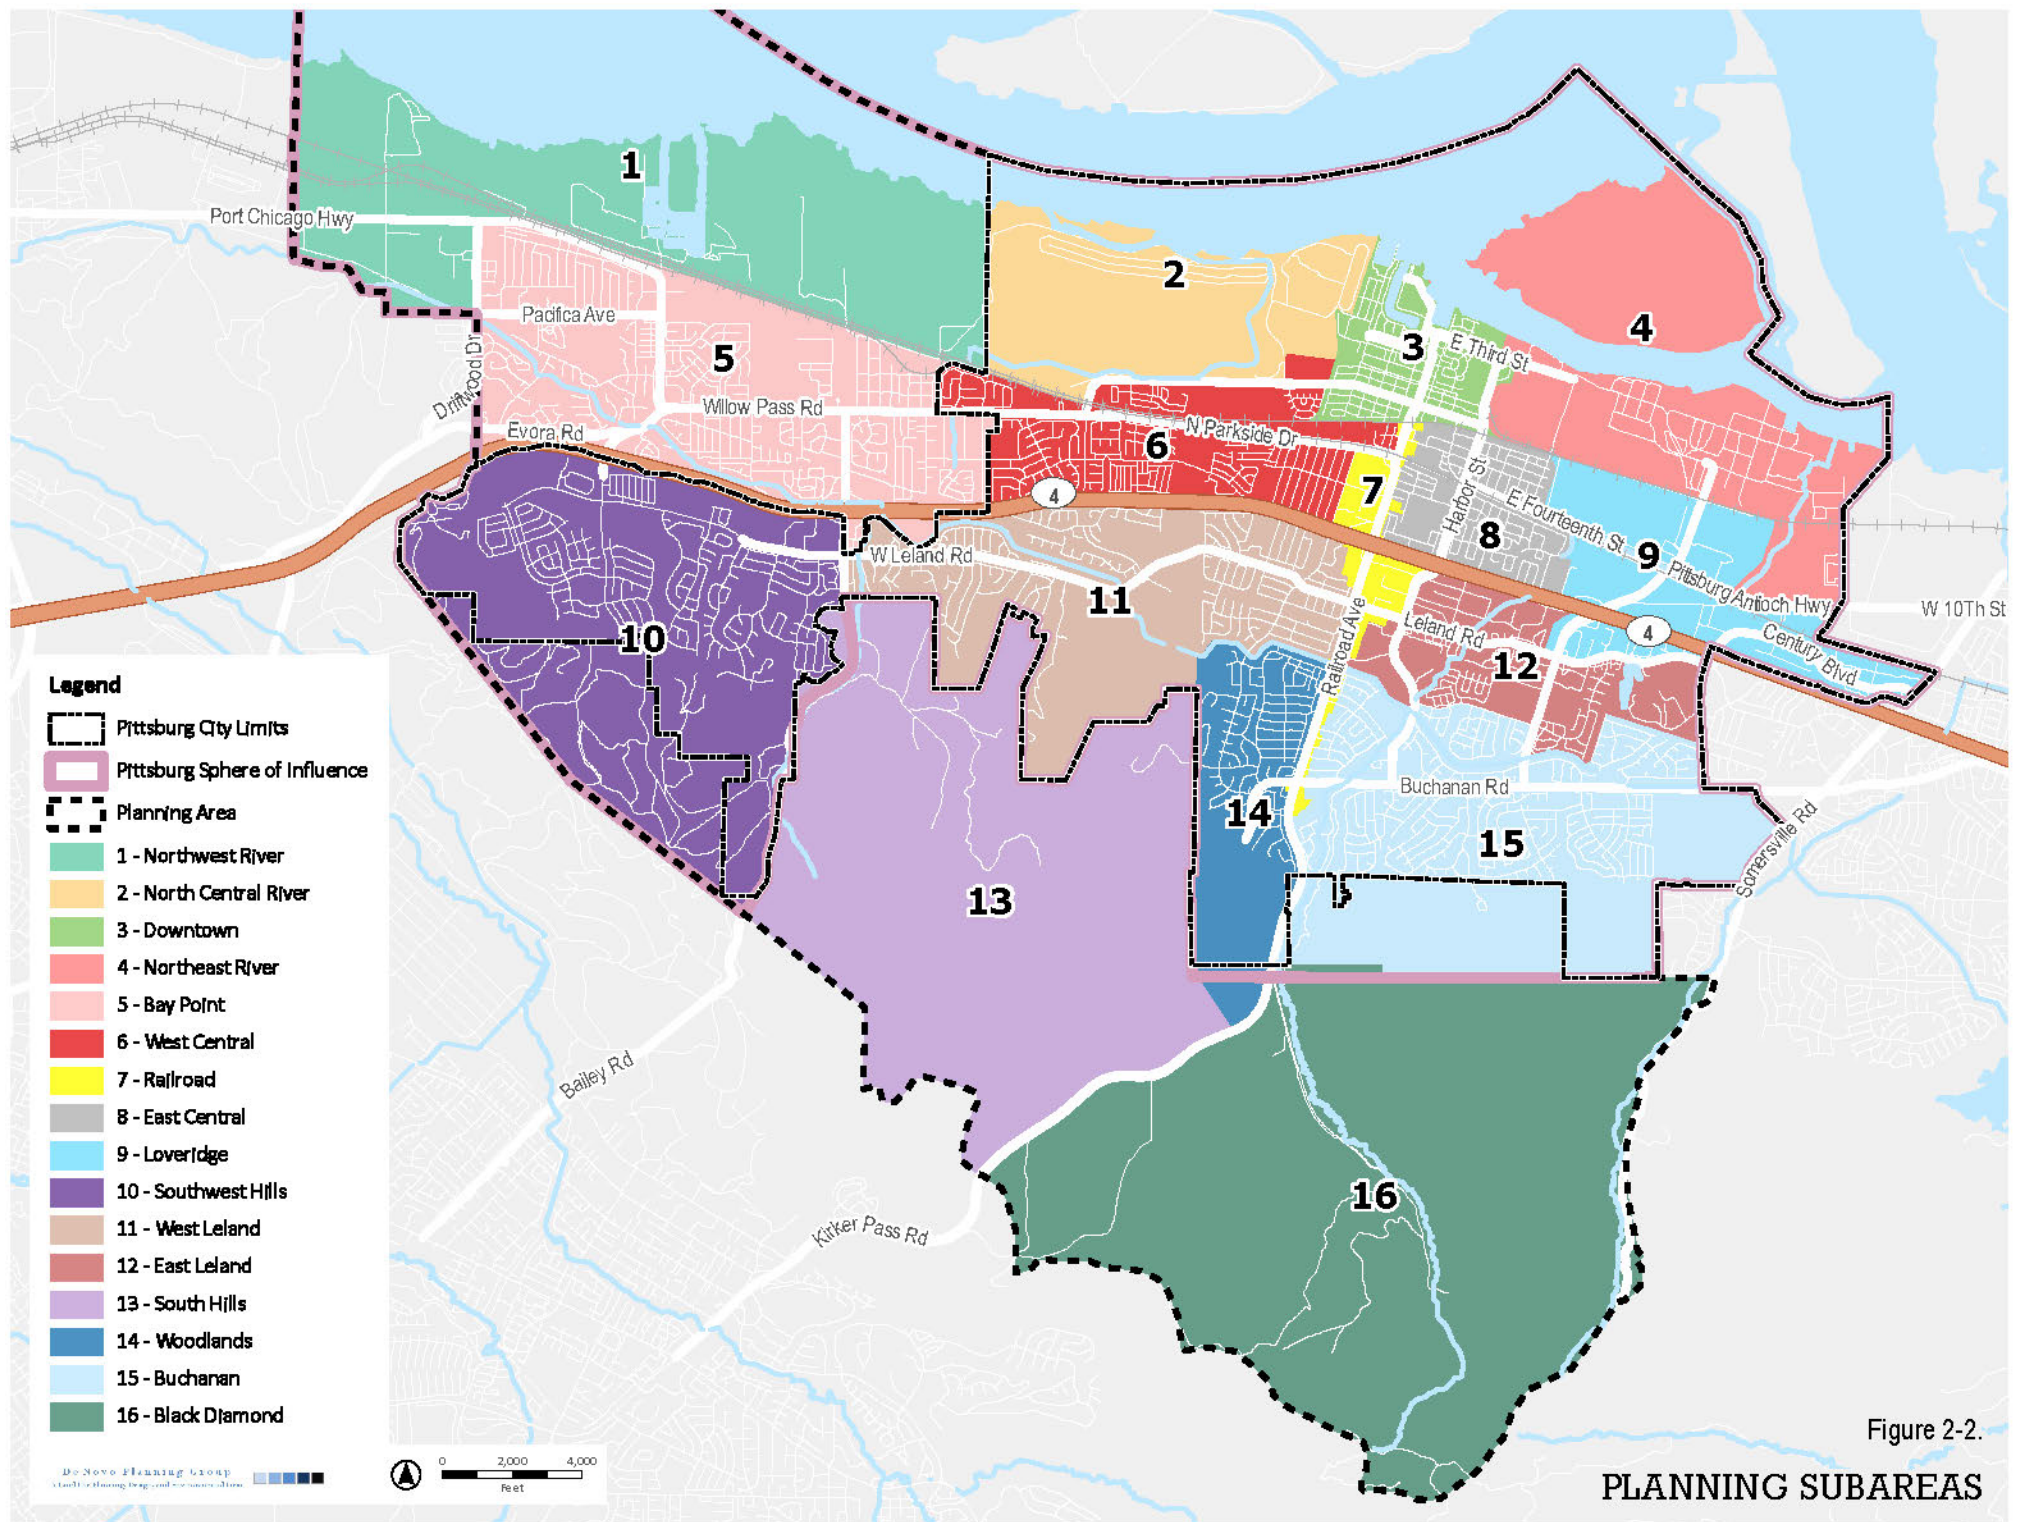 1
Port Chicago Hwy
2
4
Pacifica Ave
3
E Third St
5
Driftwood Dr
Willow Pass Rd
Evora Rd
N Parkside Dr
6
4
7
Harbor St
E Fourteenth St
8
9
W Leland Rd
Pittsburg Antioch Hwy
W 10Th St
11
10
Railroad Ave
Leland Rd
4
Century Blvd
12
Buchanan Rd
14
15
Somersville Rd
13
Bailey Rd
16
Kirker Pass Rd
Legend
Pittsburg City Limits
Pittsburg Sphere of Influence
Planning Area
1 - Northwest River
2 - North Central River
3 - Downtown
4 - Northeast River
5 - Bay Point
6 - West Central
7 - Railroad
8 - East Central
9 - Loveridge
10 - Southwest Hills
11 - West Leland
12 - East Leland
13 - South Hills
14 - Woodlands
15 - Buchanan
16 - Black Diamond
De Novo Planning Group
0 2,000 4,000
Feet
Figure 2-2.
PLANNING SUBAREAS